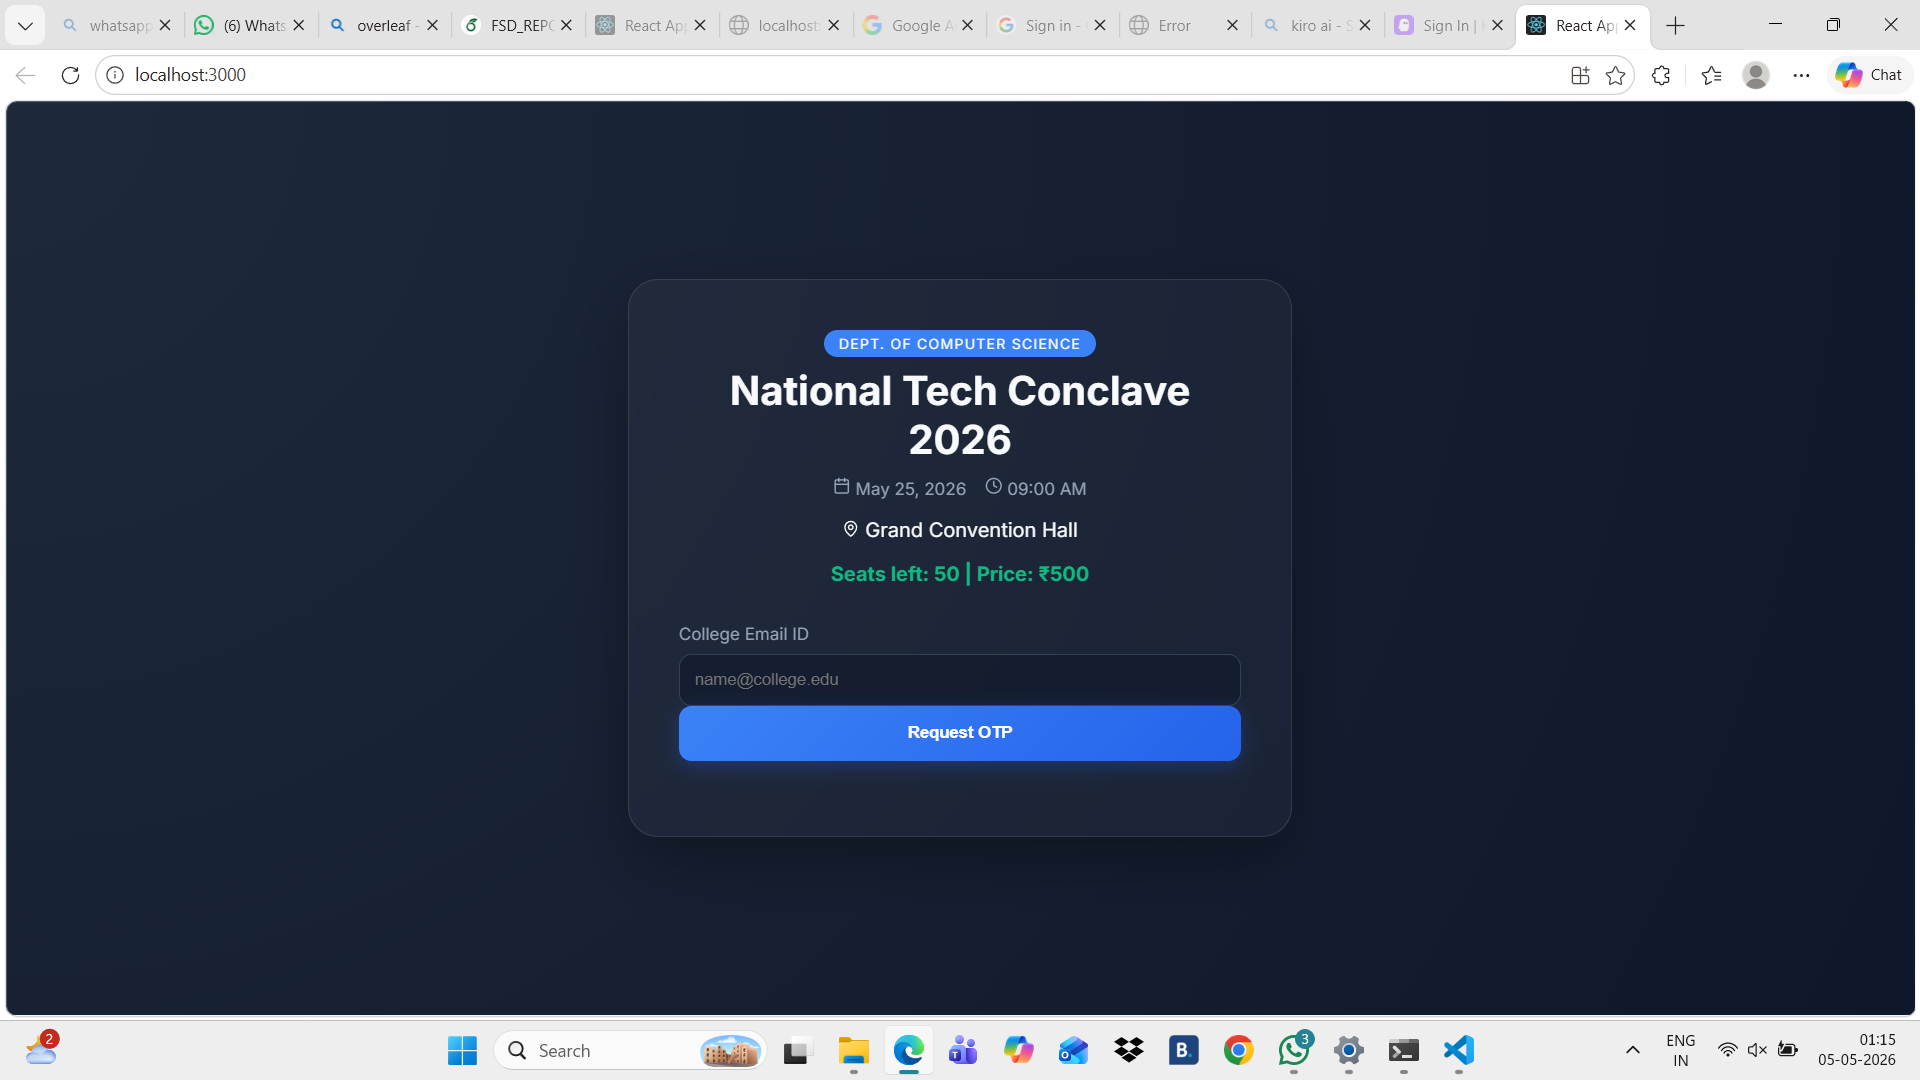 whatsapp
(6) Whats
overleaf -
FSD_REPO
React App
localhost:
Google A
Sign in -
Error
kiro ai - S
Sign In |
React App
localhost:3000
Chat
DEPT. OF COMPUTER SCIENCE
National Tech Conclave
2026
May 25, 2026 09:00 AM
Grand Convention Hall
Seats left: 50 | Price: ₹500
College Email ID
name@college.edu
Request OTP
2
Search
B.
3
ENG
IN
01:15
05-05-2026